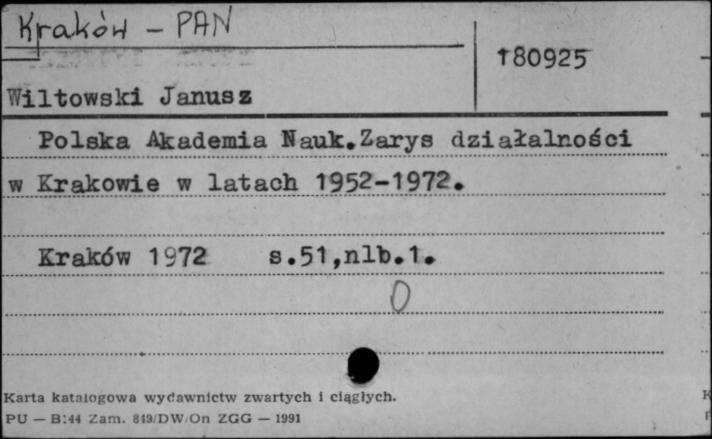 Kraków - PAN
180925
Wiltowski Janusz
Polska Akademia Nauk.Zarys działalności
w Krakowie w latach 1952-1972.
Kraków 1972 s.51,nlb.1.
0
Karta katalogowa wydawnictw zwartych i ciągłych.
PU — B:44 Zam. 849/DW/On ZGG — 1991